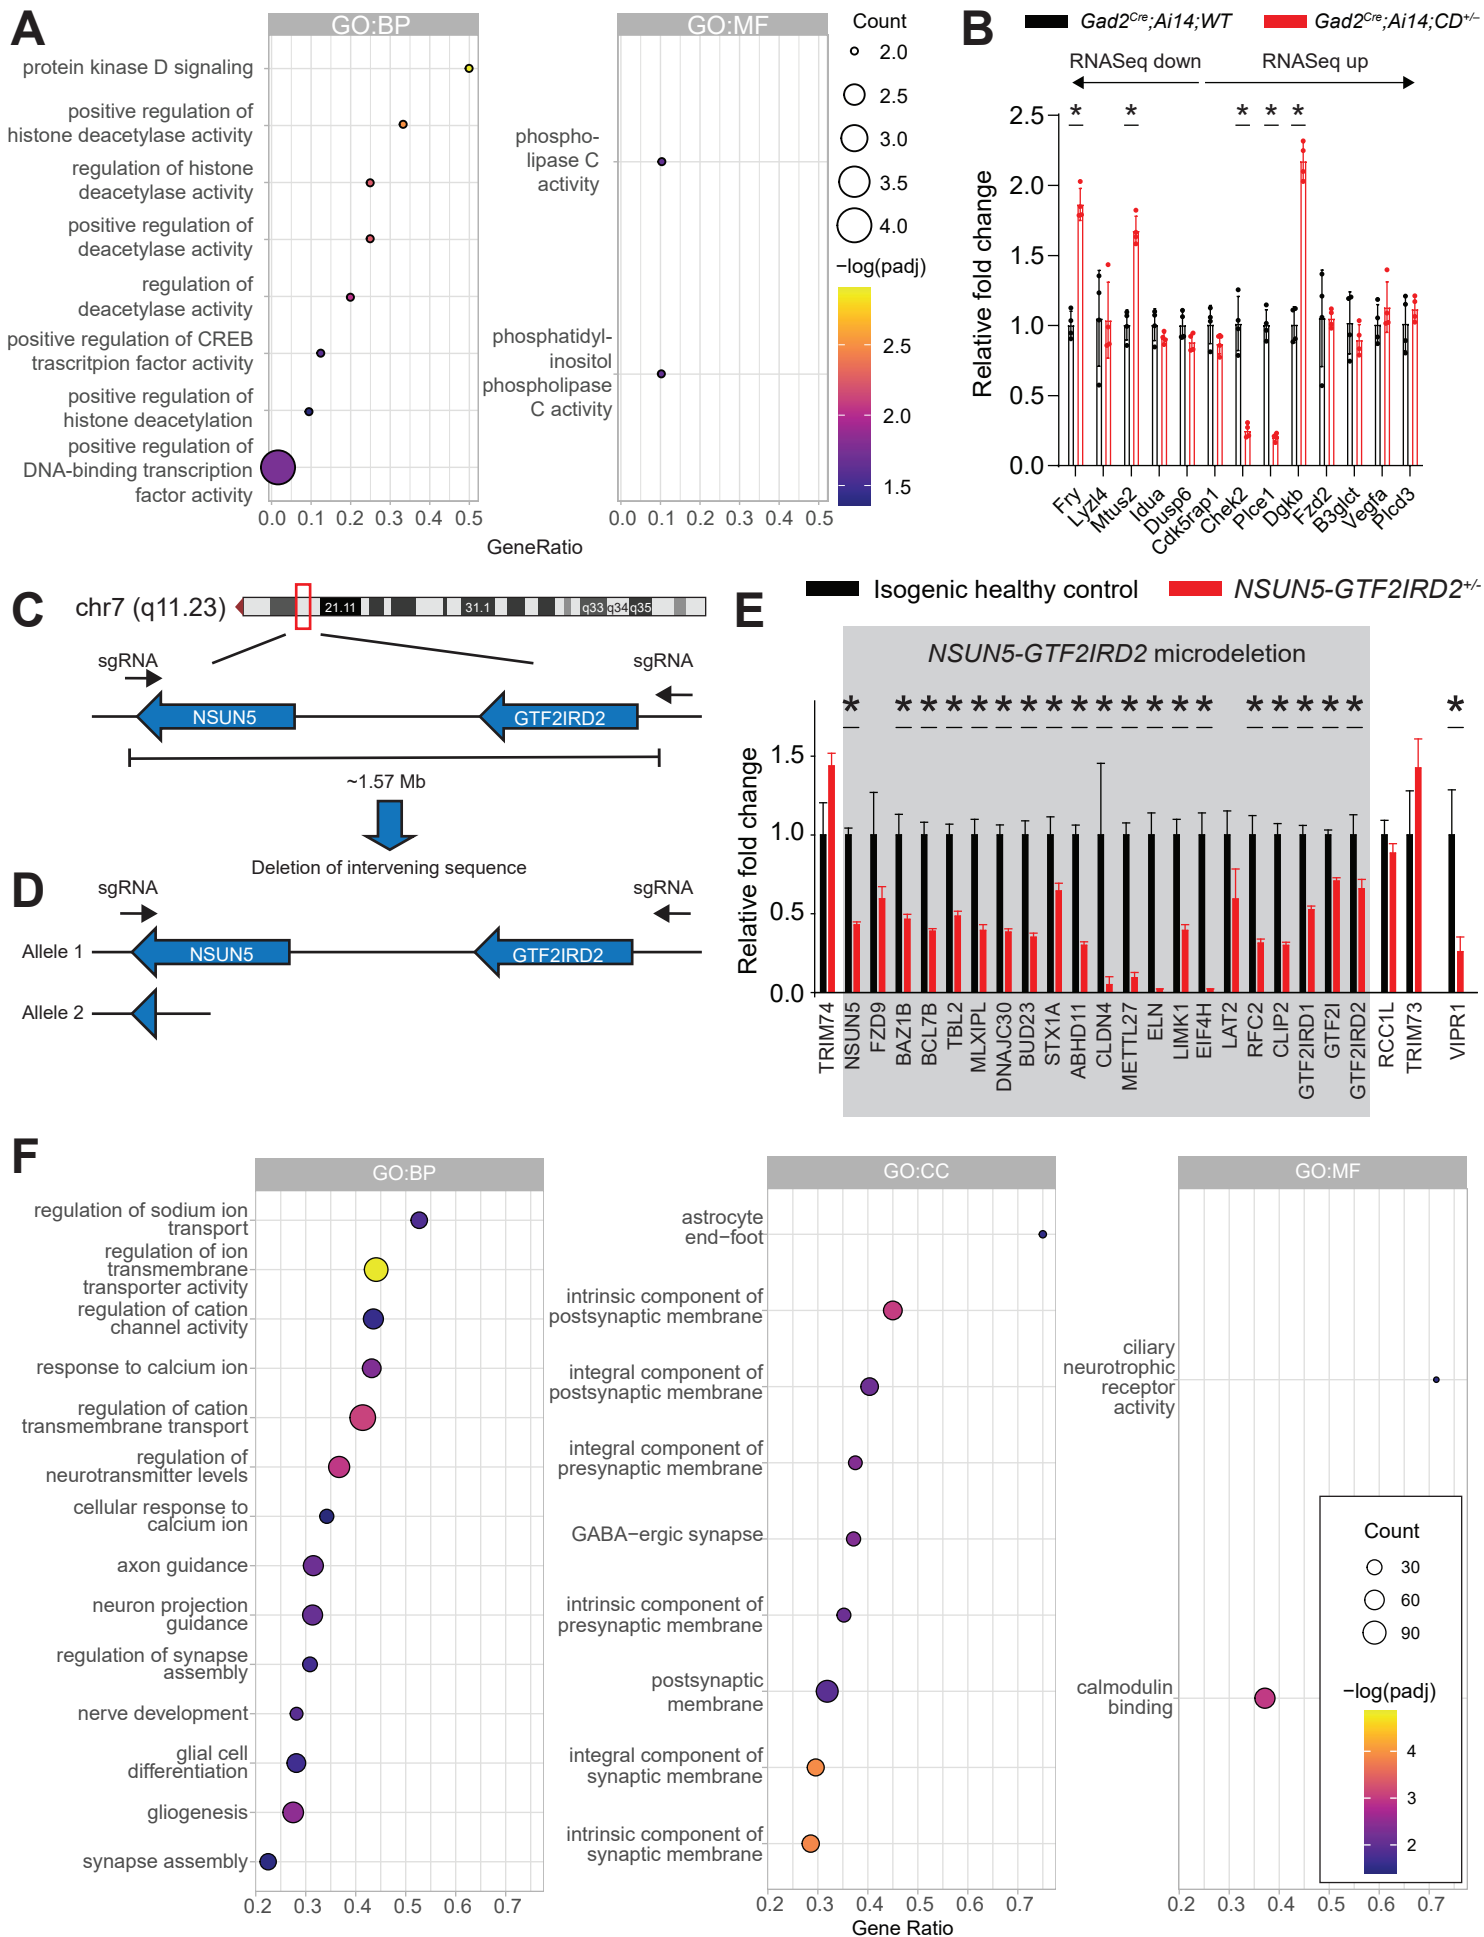 A
GO:BP
GO:MF
protein kinase D signaling
positive regulation of
histone deacetylase activity
regulation of histone
deacetylase activity
positive regulation of
deacetylase activity
regulation of
deacetylase activity
positive regulation of CREB
trascritpion factor activity
positive regulation of
histone deacetylation
positive regulation of
DNA-binding transcription
factor activity
0.0 0.1 0.2 0.3 0.4 0.5
phospho-
lipase C
activity
phosphatidyl-
inositol
phospholipase
C activity
0.0 0.1 0.2 0.3 0.4 0.5
GeneRatio
Count
2.0
2.5
3.0
3.5
4.0
−log(padj)
2.5
2.0
1.5
B
Gad2Cre;Ai14;WT
Gad2Cre;Ai14;CD+/−
RNASeq down
RNASeq up
* * * * *
Relative fold change
2.5
2.0
1.5
1.0
0.5
0.0
Fry
Lyzl4
Mtus2
Idua
Dusp6
Cdk5rap1
Chek2
Plce1
Dgkb
Fzd2
B3glct
Vegfa
Plcd3
C
chr7 (q11.23)
21.11
31.1
q33
q34
q35
sgRNA
sgRNA
NSUN5
GTF2IRD2
~1.57 Mb
Deletion of intervening sequence
D
sgRNA
sgRNA
Allele 1
NSUN5
GTF2IRD2
Allele 2
E
Isogenic healthy control
NSUN5-GTF2IRD2+/-
NSUN5-GTF2IRD2 microdeletion
* * * * * * * * * * * * * * * * * * *
Relative fold change
1.5
1.0
0.5
0.0
TRIM74
NSUN5
FZD9
BAZ1B
BCL7B
TBL2
MLXIPL
DNAJC30
BUD23
STX1A
ABHD11
CLDN4
METTL27
ELN
LIMK1
EIF4H
LAT2
RFC2
CLIP2
GTF2IRD1
GTF2I
GTF2IRD2
RCC1L
TRIM73
VIPR1
F
GO:BP
regulation of sodium ion
transport
regulation of ion
transmembrane
transporter activity
regulation of cation
channel activity
response to calcium ion
regulation of cation
transmembrane transport
regulation of
neurotransmitter levels
cellular response to
calcium ion
axon guidance
neuron projection
guidance
regulation of synapse
assembly
nerve development
glial cell
differentiation
gliogenesis
synapse assembly
0.2 0.3 0.4 0.5 0.6 0.7
GO:CC
astrocyte
end−foot
intrinsic component of
postsynaptic membrane
integral component of
postsynaptic membrane
integral component of
presynaptic membrane
GABA−ergic synapse
intrinsic component of
presynaptic membrane
postsynaptic
membrane
integral component of
synaptic membrane
intrinsic component of
synaptic membrane
0.2 0.3 0.4 0.5 0.6 0.7
Gene Ratio
GO:MF
ciliary
neurotrophic
receptor
activity
calmodulin
binding
0.2 0.3 0.4 0.5 0.6 0.7
Count
30
60
90
−log(padj)
4
3
2